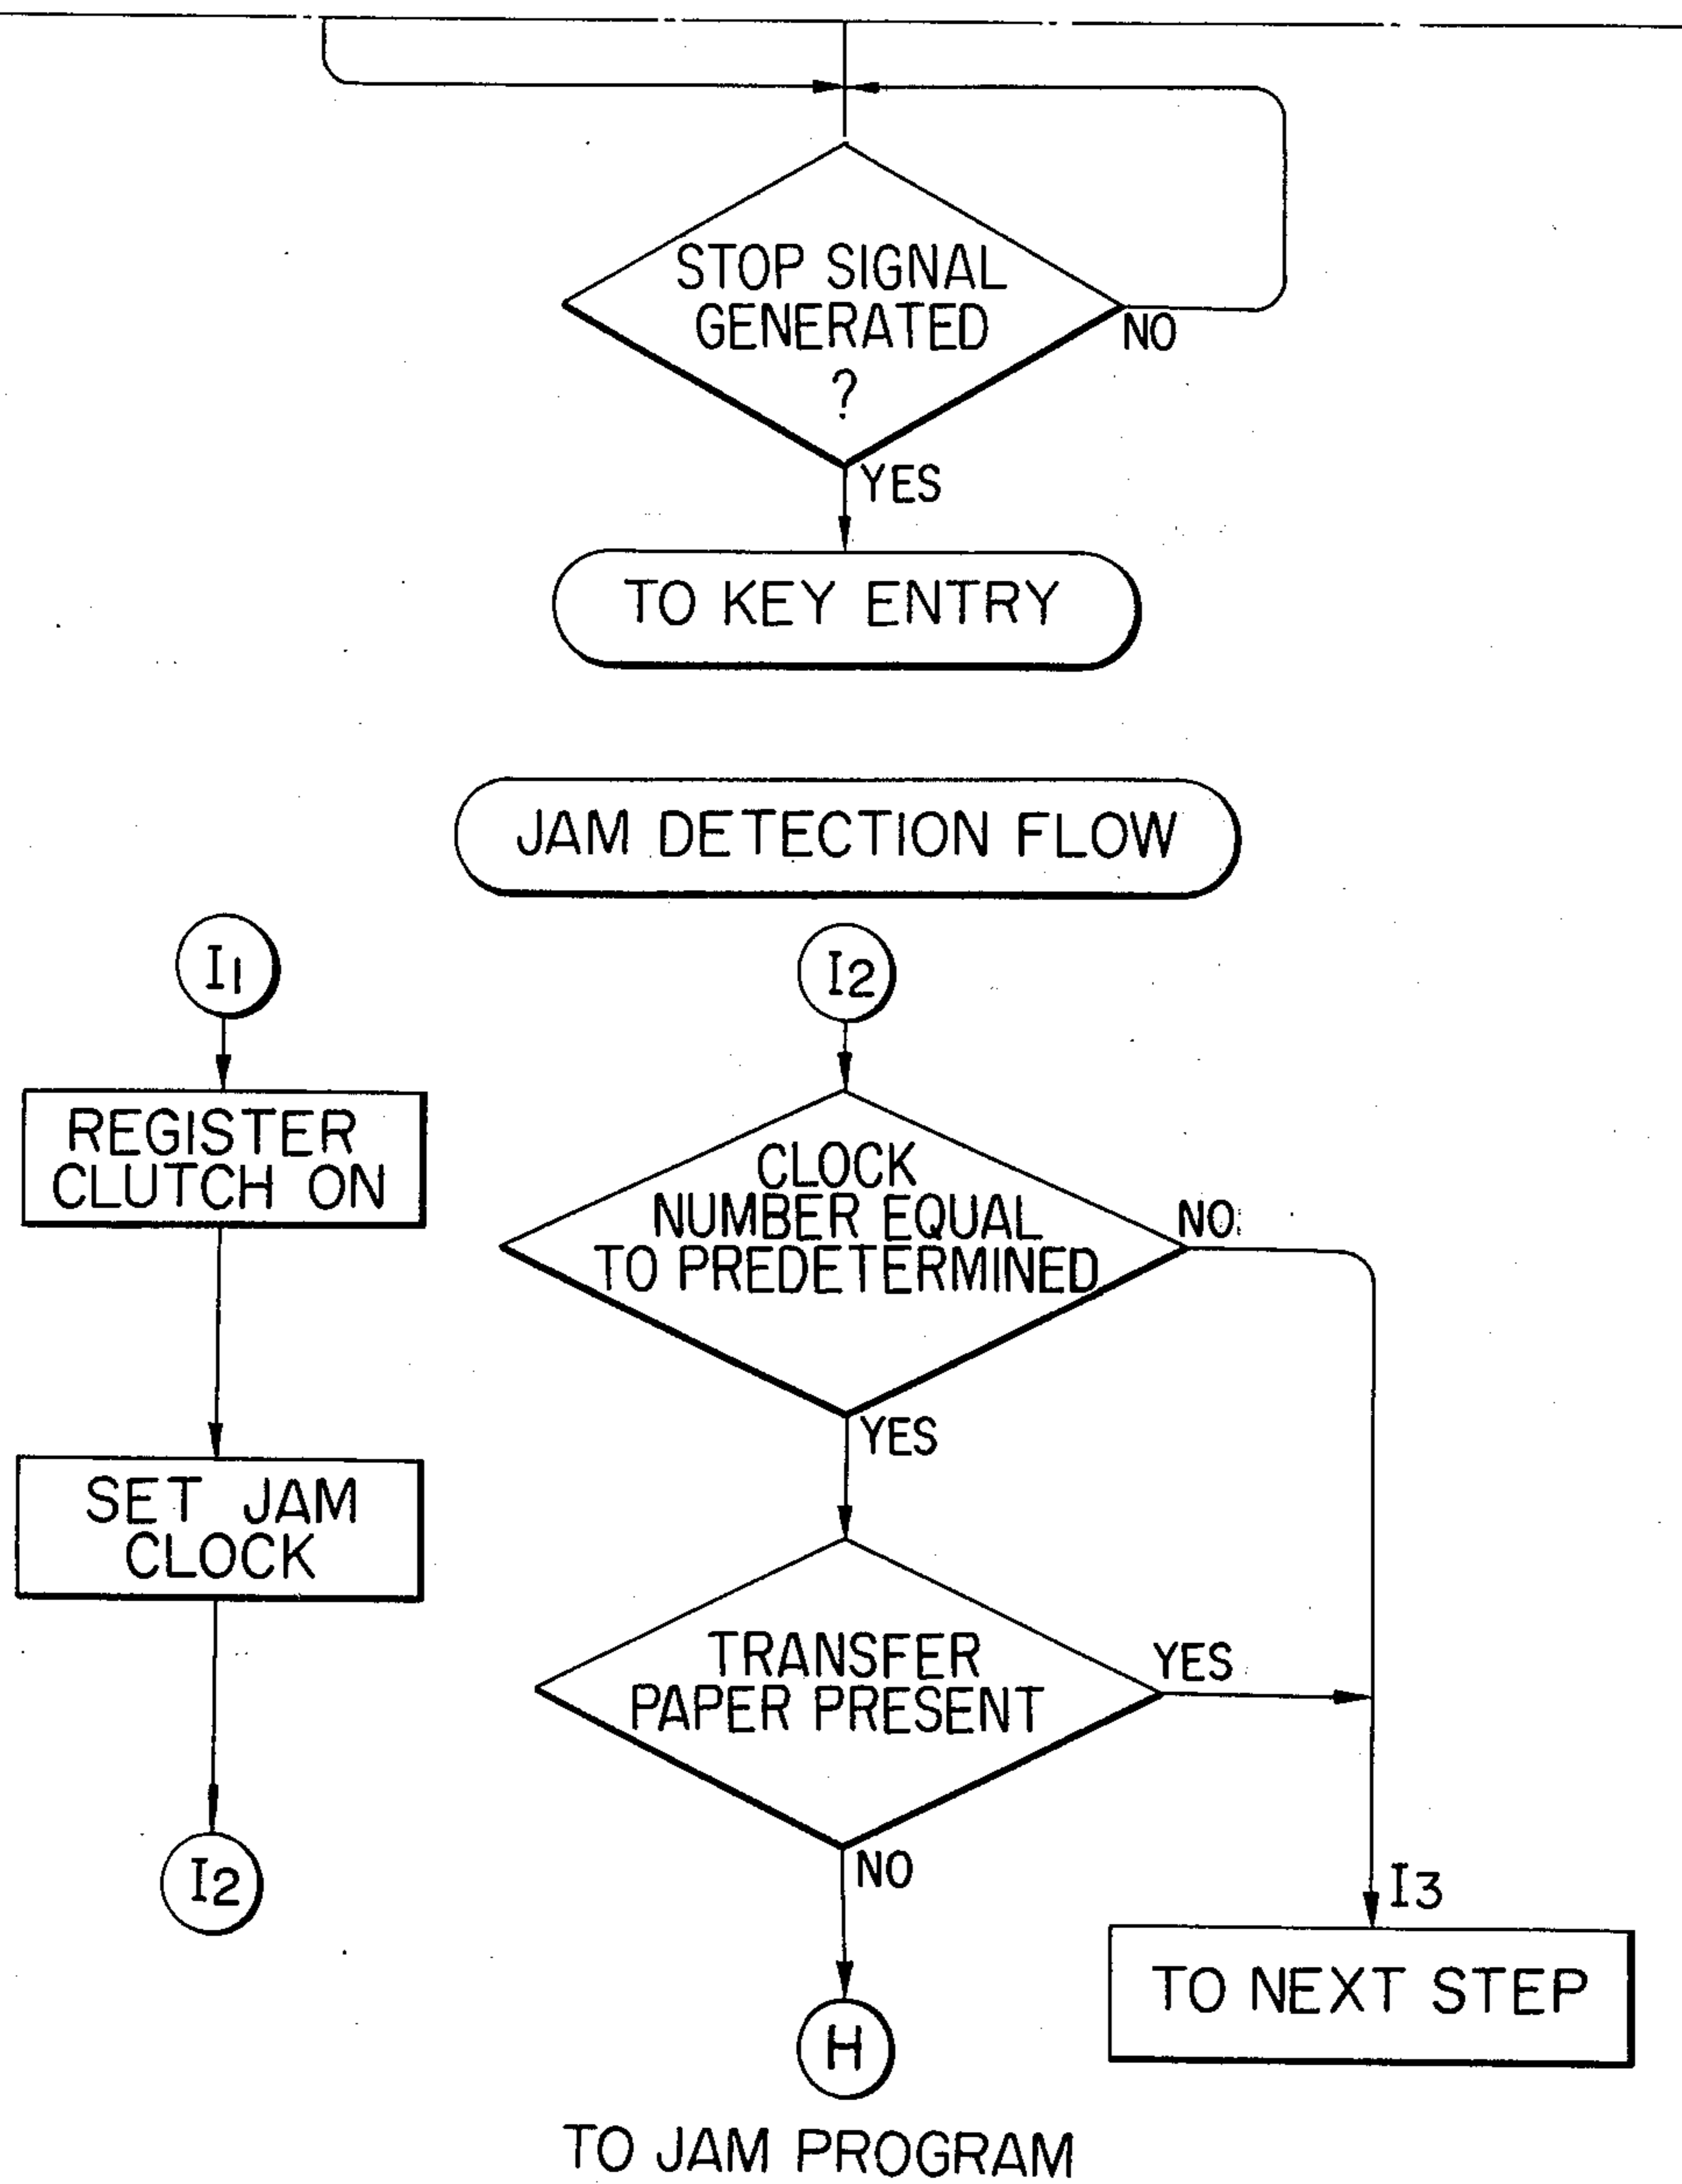 STOP SIGNAL
GENERATED
?
NO
YES
TO KEY ENTRY
JAM DETECTION FLOW
I1
REGISTER
CLUTCH ON
SET JAM
CLOCK
I2
I2
CLOCK
NUMBER EQUAL
TO PREDETERMINED
NO
YES
TRANSFER
PAPER PRESENT
YES
NO
I3
TO NEXT STEP
H
TO JAM PROGRAM